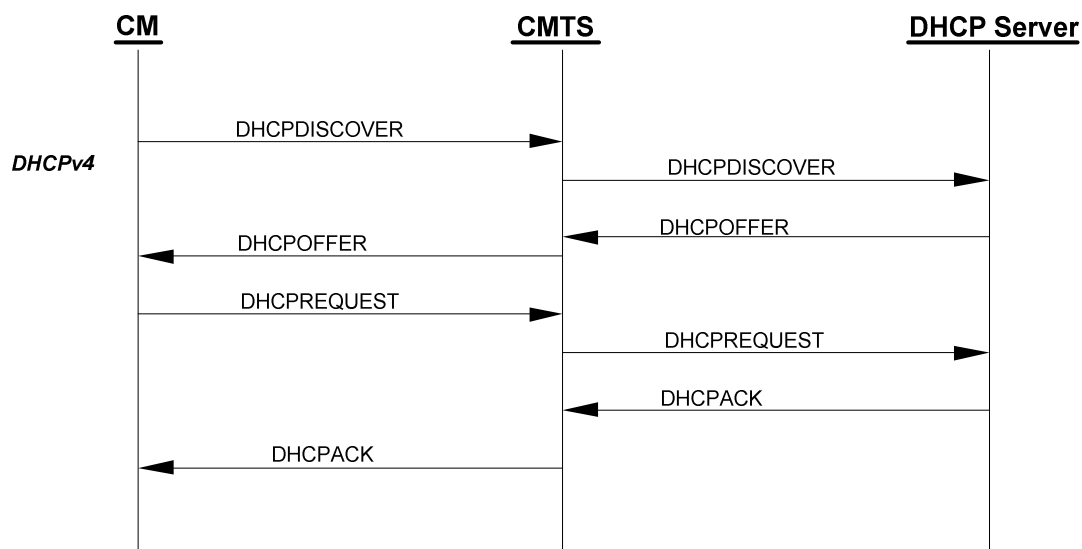 CM
CMTS
DHCP Server
DHCPDISCOVER
DHCPv4
DHCPDISCOVER
DHCPOFFER
DHCPOFFER
DHCPREQUEST
DHCPREQUEST
DHCPACK
DHCPACK